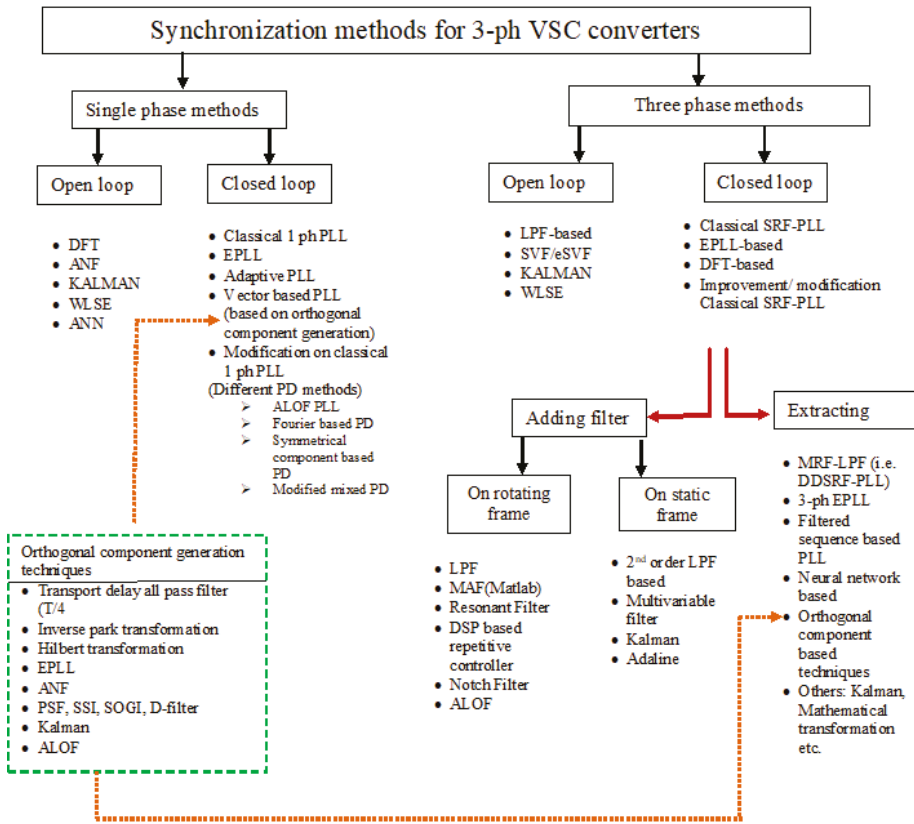 Synchronization methods for 3-ph VSC converters
Single phase methods
Three phase methods
Open loop
Closed loop
Open loop
Closed loop
• DFT
• ANF
• KALMAN
• WLSE
• ANN
• Classical 1 ph PLL
• EPLL
• Adaptive PLL
• Vector based PLL
(based on orthogonal
component generation)
• Modification on classical
1 ph PLL
(Different PD methods)
➢ ALOF PLL
➢ Fourier based PD
➢ Symmetrical
component based
PD
➢ Modified mixed PD
• LPF-based
• SVF/eSVF
• KALMAN
• WLSE
• Classical SRF-PLL
• EPLL-based
• DFT-based
• Improvement/ modification
Classical SRF-PLL
Adding filter
Extracting
On rotating
frame
On static
frame
• LPF
• MAF(Matlab)
• Resonant Filter
• DSP based
repetitive
controller
• Notch Filter
• ALOF
• 2nd order LPF
based
• Multivariable
filter
• Kalman
• Adaline
• MRF-LPF (i.e.
DDSRF-PLL)
• 3-ph EPLL
• Filtered
sequence based
PLL
• Neural network
based
• Orthogonal
component
based
techniques
• Others: Kalman,
Mathematical
transformation
etc.
Orthogonal component generation
techniques
• Transport delay all pass filter
(T/4
• Inverse park transformation
• Hilbert transformation
• EPLL
• ANF
• PSF, SSI, SOGI, D-filter
• Kalman
• ALOF